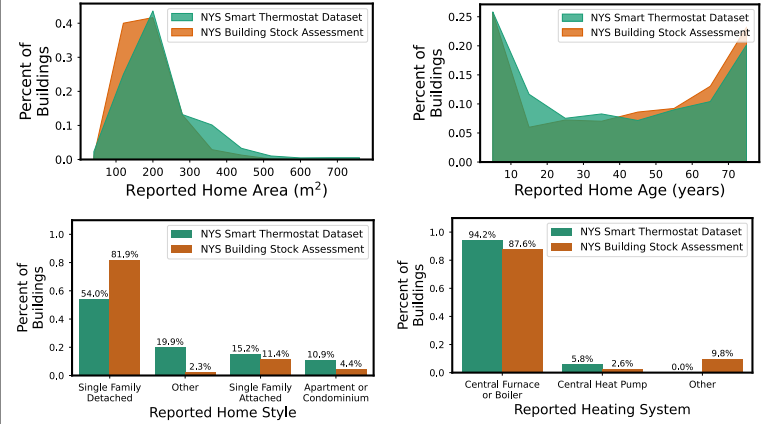 NYS Smart Thermostat Dataset
NYS Building Stock Assessment
Percent of
Buildings
0.4
0.3
0.2
0.1
0.0
100 200 300 400 500 600 700
Reported Home Area (m²)
NYS Smart Thermostat Dataset
NYS Building Stock Assessment
Percent of
Buildings
0.25
0.20
0.15
0.10
0.05
0.00
10 20 30 40 50 60 70
Reported Home Age (years)
NYS Smart Thermostat Dataset
NYS Building Stock Assessment
Percent of
Buildings
1.0
0.8
0.6
0.4
0.2
0.0
54.0% 81.9% 19.9% 2.3% 15.2% 11.4% 10.9% 4.4%
Single Family Other Single Family Apartment or
Detached Attached Condominium
Reported Home Style
NYS Smart Thermostat Dataset
NYS Building Stock Assessment
Percent of
Buildings
1.0
0.8
0.6
0.4
0.2
0.0
94.2% 87.6% 5.8% 2.6% 0.0% 9.8%
Central Furnace Central Heat Pump Other
or Boiler
Reported Heating System